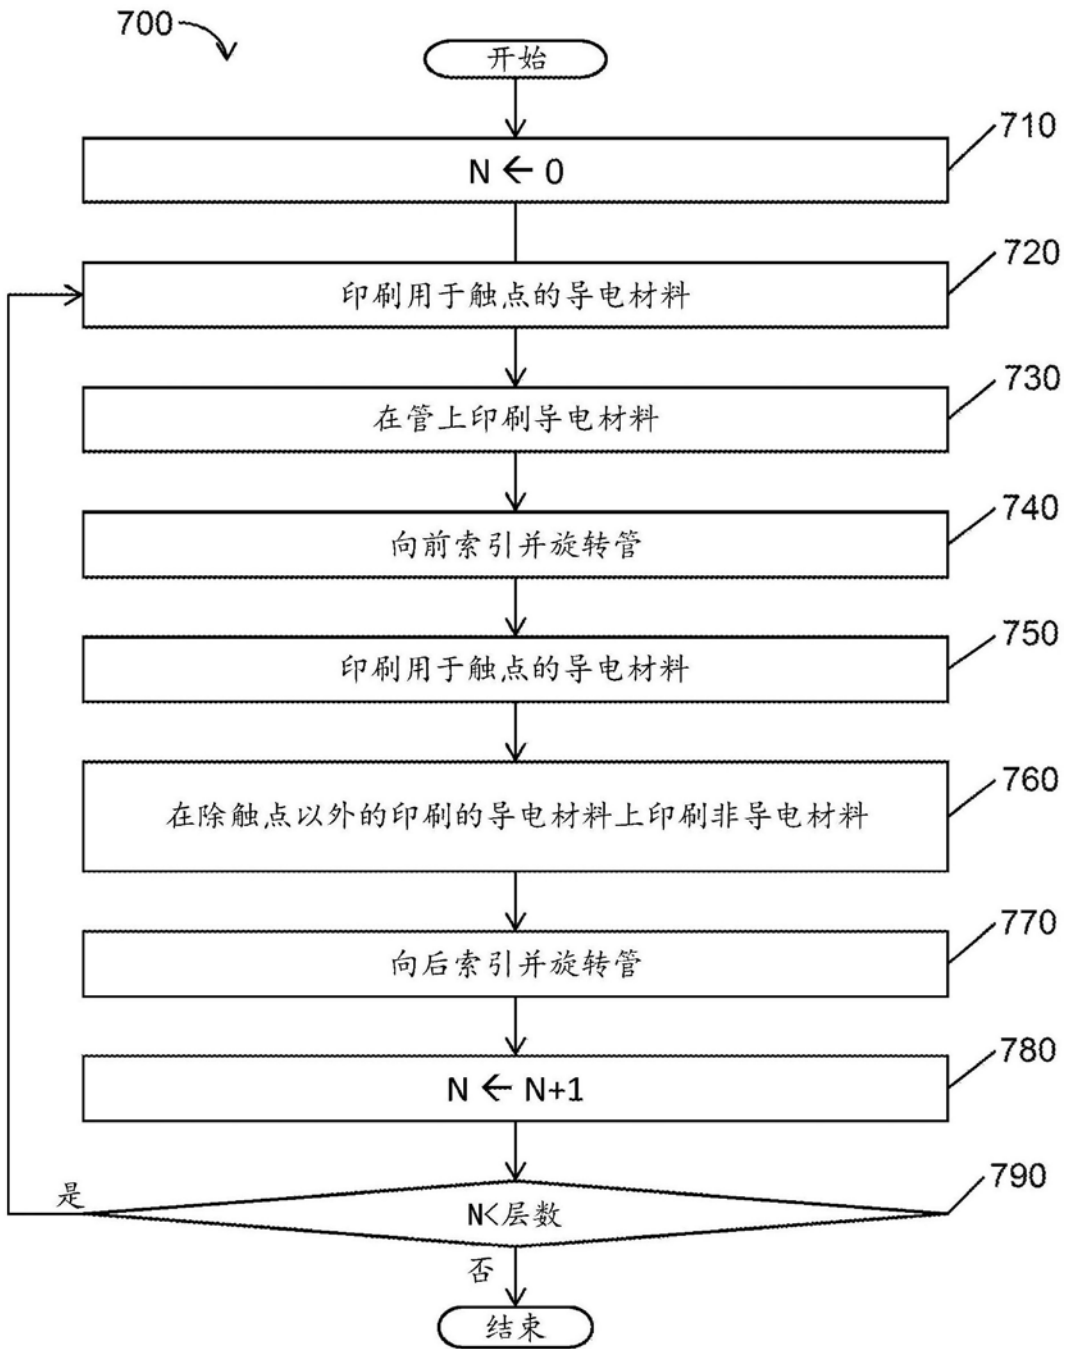 700
开始
710
N ← 0
720
印刷用于触点的导电材料
730
在管上印刷导电材料
740
向前索引并旋转管
750
印刷用于触点的导电材料
760
在除触点以外的印刷的导电材料上印刷非导电材料
770
向后索引并旋转管
780
N ← N+1
790
是
N<层数
否
结束